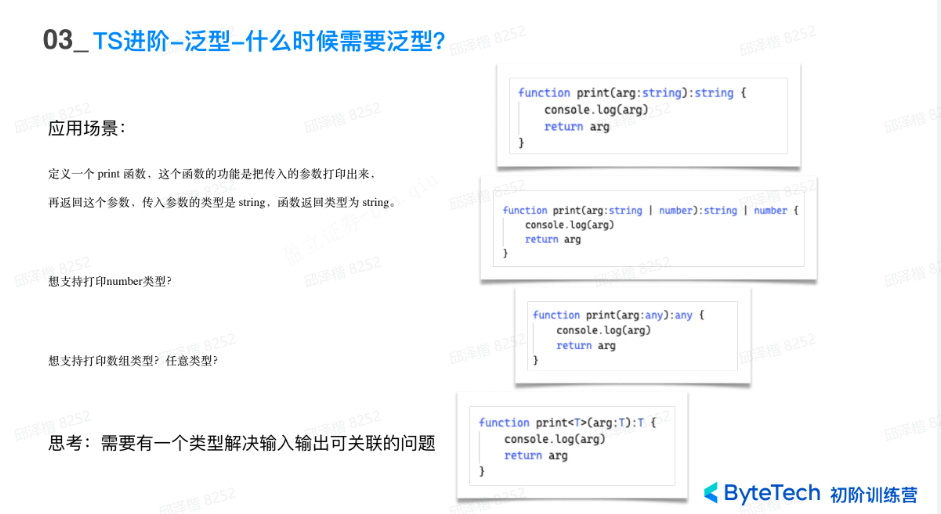 03_ TS进阶-泛型-什么时候需要泛型?
应用场景：
定义一个 print 函数，这个函数的功能是把传入的参数打印出来，
再返回这个参数，传入参数的类型是 string，函数返回类型为 string。
想支持打印number类型?
想支持打印数组类型？任意类型?
思考：需要有一个类型解决输入输出可关联的问题
function print(arg:string):string {
console.log(arg)
return arg
}
function print(arg:string | number):string | number {
console.log(arg)
return arg
}
function print(arg:any):any {
console.log(arg)
return arg
}
function print<T>(arg:T):T {
console.log(arg)
return arg
}
ByteTech 初阶训练营
邱泽楷 8252